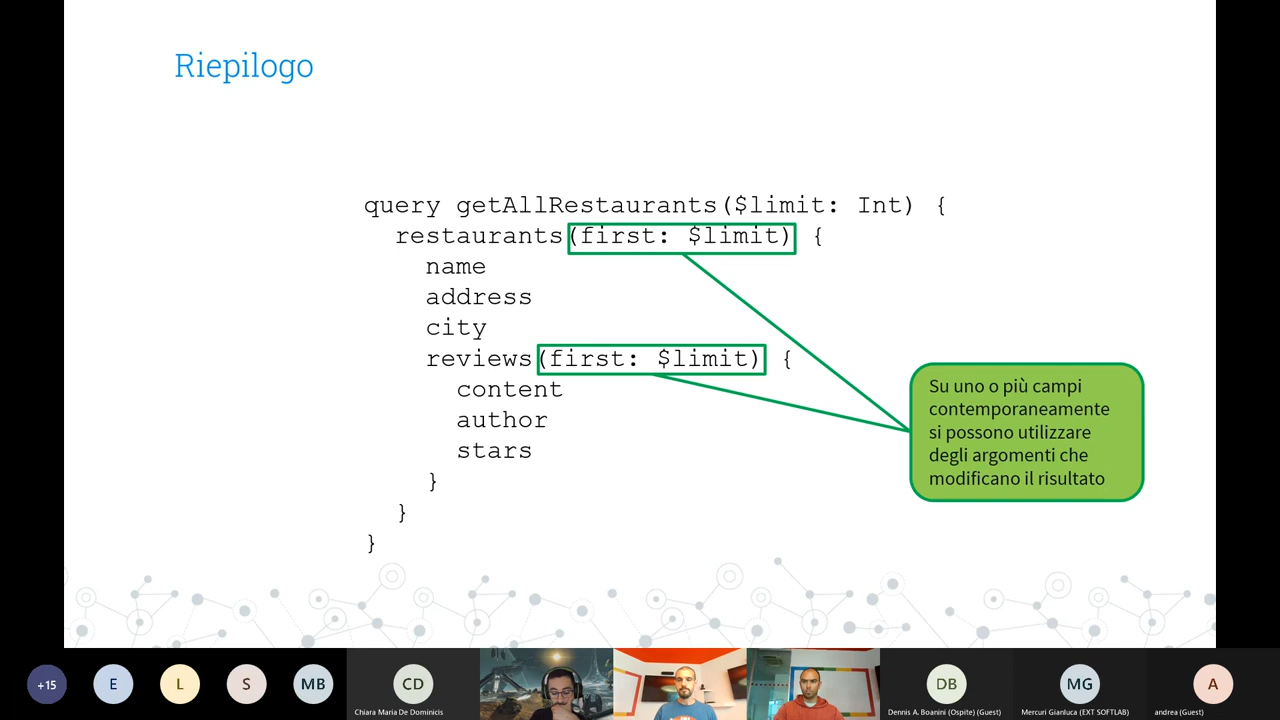 Riepilogo
query getAllRestaurants($limit: Int) {
restaurants(first: $limit) {
name
address
city
reviews(first: $limit) {
content
author
stars
}
}
}
Su uno o più campi
contemporaneamente
si possono utilizzare
degli argomenti che
modificano il risultato
+15
E
L
S
MB
CD
DB
MG
A
Chiara Maria De Dominicis
Dennis A. Boanini (Ospite) (Guest)
Mercuri Gianluca (EXT SOFTLAB)
andrea (Guest)